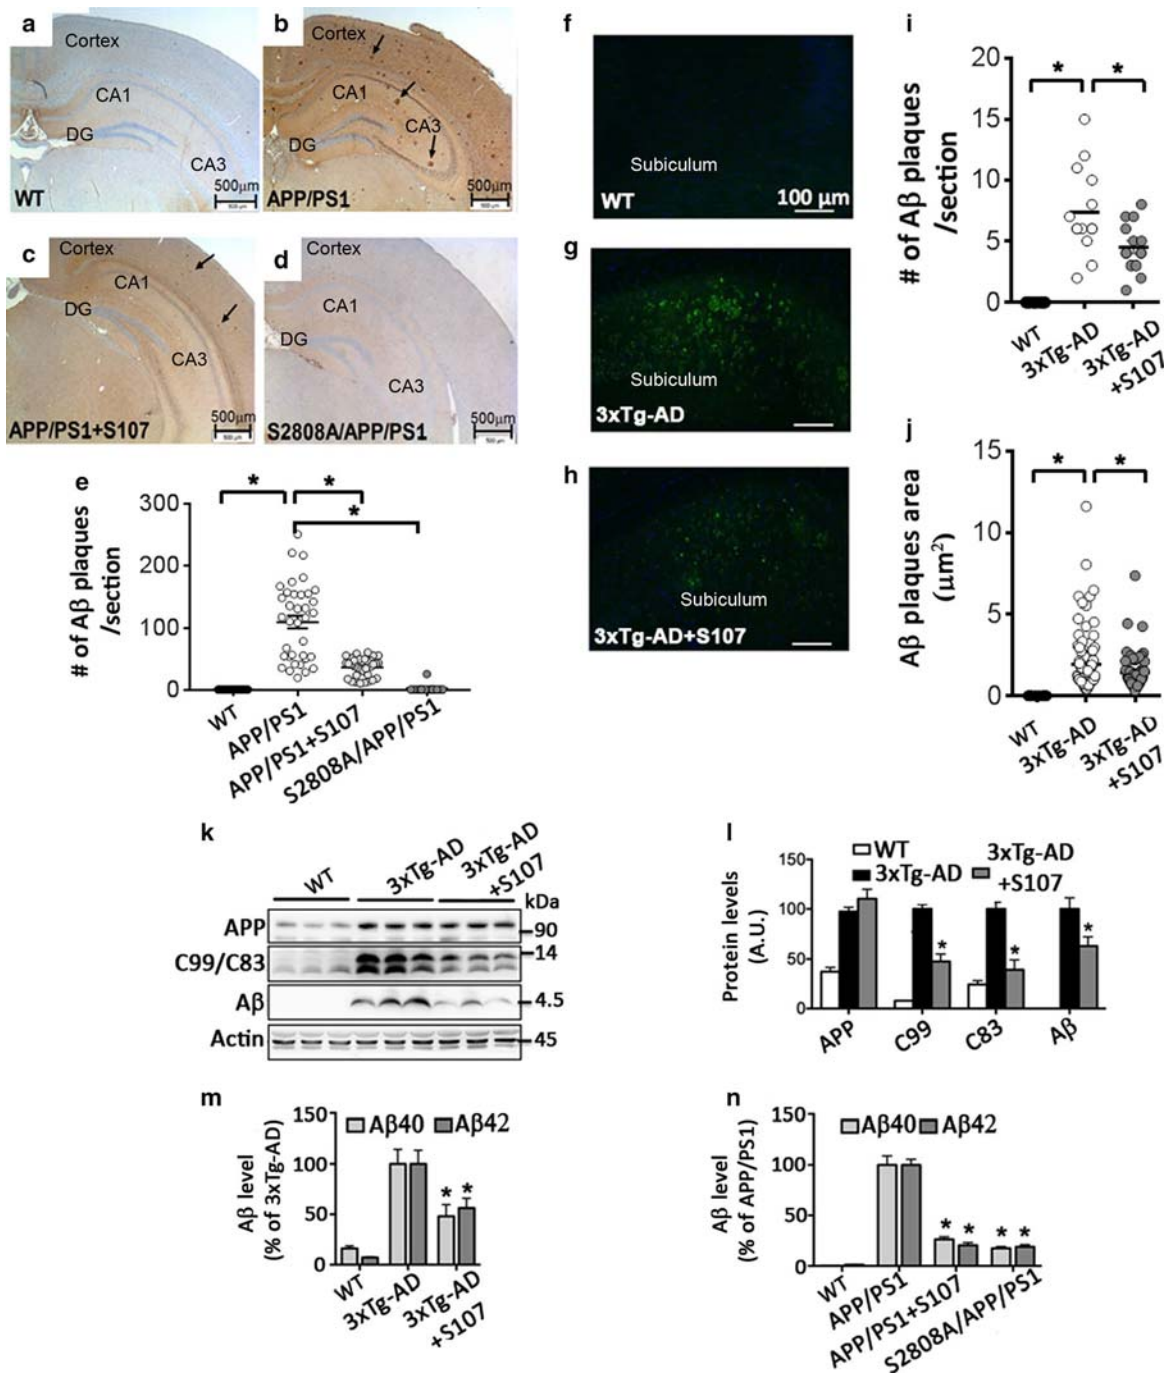 a
Cortex
CA1
DG
CA3
500µm
500 µm
WT
b
Cortex
CA1
DG
CA3
500µm
500 µm
APP/PS1
c
Cortex
CA1
DG
CA3
500µm
500 µm
APP/PS1+S107
d
Cortex
CA1
DG
CA3
500µm
500 µm
S2808A/APP/PS1
e
# of Aβ plaques
/section
300
200
100
0
*
*
*
WT
APP/PS1
APP/PS1+S107
S2808A/APP/PS1
f
Subiculum
WT
100 µm
g
Subiculum
3xTg-AD
h
Subiculum
3xTg-AD+S107
i
# of Aβ plaques
/section
20
15
10
5
0
* *
WT
3xTg-AD
3xTg-AD
+S107
j
Aβ plaques area
(µm²)
15
10
5
0
* *
WT
3xTg-AD
3xTg-AD
+S107
k
WT
3xTg-AD
3xTg-AD
+S107
kDa
APP
90
C99/C83
14
Aβ
4.5
Actin
45
l
Protein levels
(A.U.)
150
100
50
0
WT
3xTg-AD
3xTg-AD
+S107
* * *
APP
C99
C83
Aβ
m
Aβ level
(% of 3xTg-AD)
150
100
50
0
Aβ40 Aβ42
* *
WT
3xTg-AD
3xTg-AD
+S107
n
Aβ level
(% of APP/PS1)
150
100
50
0
Aβ40 Aβ42
* * * *
WT
APP/PS1
APP/PS1+S107
S2808A/APP/PS1